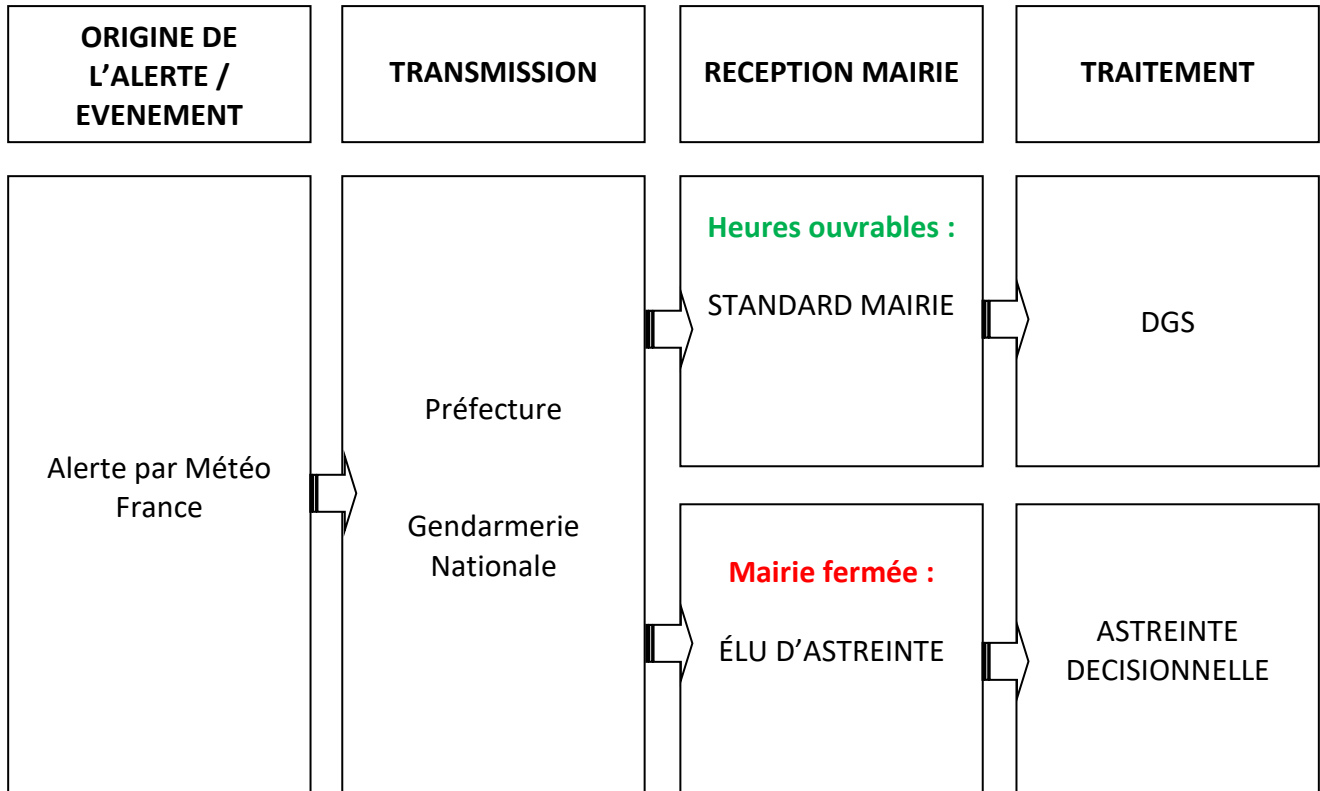 ORIGINE DE
L’ALERTE /
EVENEMENT
TRANSMISSION
RECEPTION MAIRIE
TRAITEMENT
Alerte par Météo
France
Préfecture
Gendarmerie
Nationale
Heures ouvrables :
STANDARD MAIRIE
DGS
Mairie fermée :
ÉLU D’ASTREINTE
ASTREINTE
DECISIONNELLE